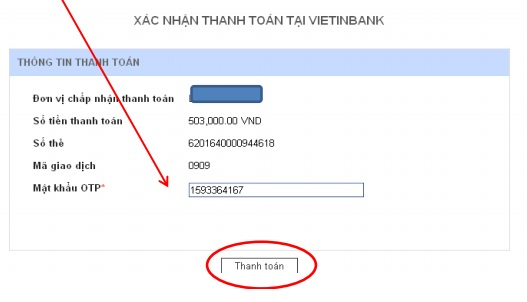 XÁC NHẬN THANH TOÁN TẠI VIETINBANK
THÔNG TIN THANH TOÁN
Đơn vị chấp nhận thanh toán
Số tiền thanh toán 503,000.00 VND
Số thẻ 6201640000944618
Mã giao dịch 0909
Mật khẩu OTP* 1593364167
Thanh toán